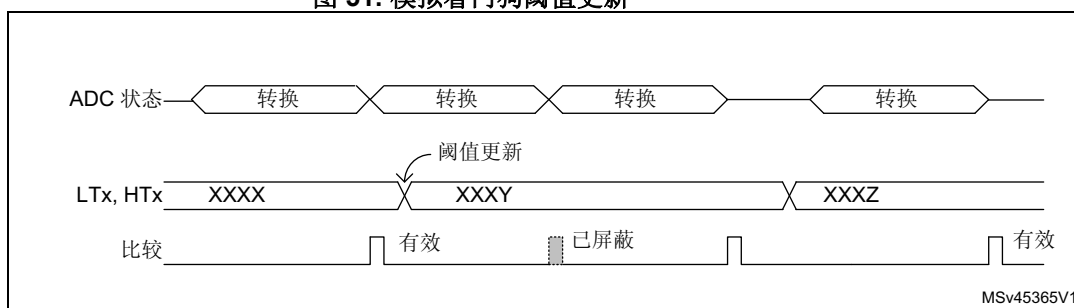 图 31. 模拟看门狗阈值更新
ADC 状态 转换 转换 转换 转换
阈值更新
LTx, HTx XXXX XXXY XXXZ
比较 有效 已屏蔽 有效
MSv45365V1